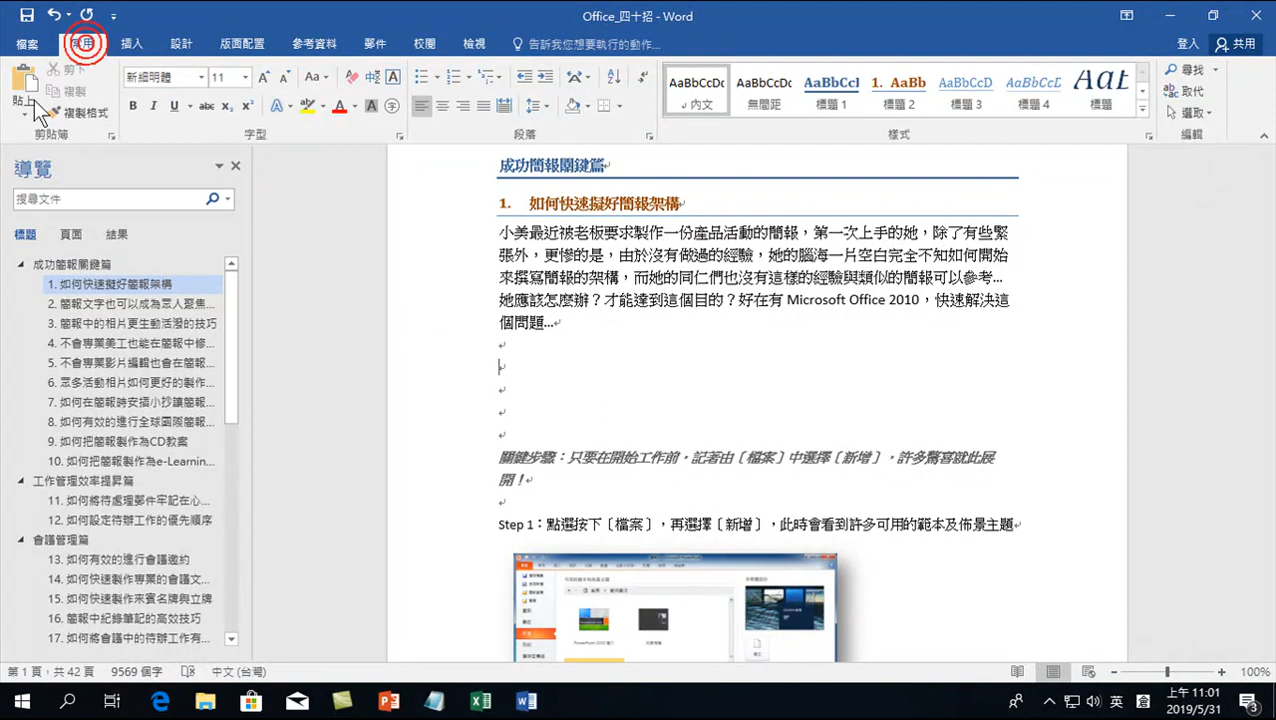 Office_四十招 - Word
檔案 常用 插入 設計 版面配置 參考資料 郵件 校閱 檢視 告訴我您想要執行的動作... 登入 共用
貼上 剪下 複製 複製格式
新細明體 11
AaBbCcDc AaBbCcDc AaBbCcI 1. AaBb AaBbCcDc AaBbCcDc AaE
內文 無間距 標題 1 標題 2 標題 3 標題 4 標題
尋找 取代 選取
剪貼簿 字型 段落 樣式 編輯
導覽
搜尋文件
標題 頁面 結果
成功簡報關鍵篇
1. 如何快速擬好簡報架構
2. 簡報文字也可以成為眾人聚焦...
3. 簡報中的相片更生動活潑的技巧
4. 不會專業美工也能在簡報中修...
5. 不會專業影片編輯也會在簡報...
6. 眾多活動相片如何更好的製作...
7. 如何在簡報時安插小抄讓簡報...
8. 如何有效的進行全球國際簡報...
9. 如何把簡報製作為CD教案
10. 如何把簡報製作為e-Learnin...
工作管理效率提昇篇
11. 如何將待處理郵件牢記在心...
12. 如何設定待辦工作的優先順序
會議管理篇
13. 如何有效的進行會議邀約
14. 如何快速製作專業的會議文...
15. 如何快速製作來賓名牌與立牌
16. 簡報中紀錄筆記的高效技巧
17. 如何將會議中的待辦工作有...
成功簡報關鍵篇
1. 如何快速擬好簡報架構
小美最近被老板要求製作一份產品活動的簡報，第一次上手的她，除了有些緊
張外，更慘的是，由於沒有做過的經驗，她的腦海一片空白完全不知如何開始
來撰寫簡報的架構，而她的同仁們也沒有這樣的經驗與類似的簡報可以參考...
她應該怎麼辦？才能達到這個目的？好在有 Microsoft Office 2010，快速解決這
個問題...
關鍵步驟：只要在開始工作前，記著由〔檔案〕中選擇〔新增〕，許多驚喜就此展
開！
Step 1：點選按下〔檔案〕，再選擇〔新增〕，此時會看到許多可用的範本及佈景主題
第 1 頁，共 42 頁 9569 個字 中文 (台灣) 100%
英 上午 11:01
2019/5/31
3